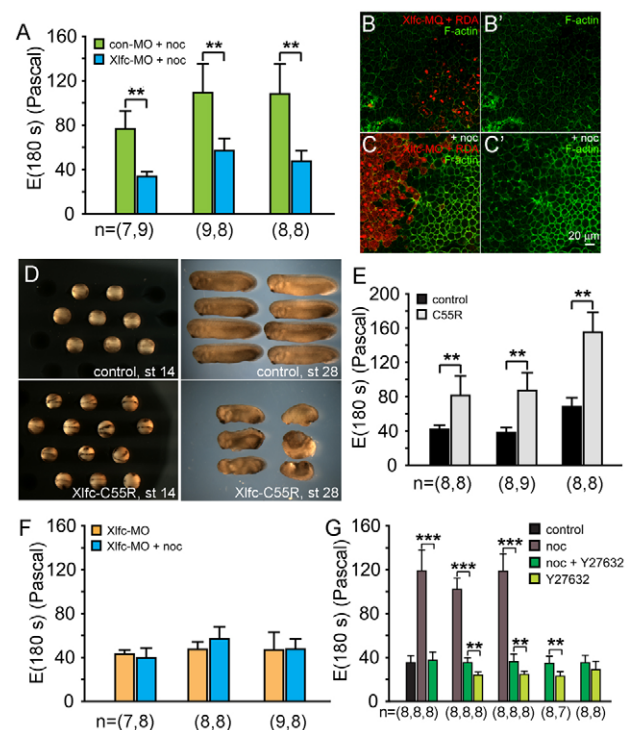 A
E(180 s) (Pascal)
160
120
80
40
0
con-MO + noc
Xlfc-MO + noc
**
**
**
n=(7,9) (9,8) (8,8)
B
Xlfc-MO + RDA
F-actin
B'
F-actin
C
+ noc
Xlfc-MO + RDA
F-actin
C'
+ noc
F-actin
20 µm
D
control, st 14
control, st 28
Xlfc-C55R, st 14
Xlfc-C55R, st 28
E
E(180 s) (Pascal)
200
160
120
80
40
0
control
C55R
**
**
**
n=(8,8) (8,9) (8,8)
F
E(180 s) (Pascal)
160
120
80
40
0
Xlfc-MO
Xlfc-MO + noc
n=(7,8) (8,8) (9,8)
G
E(180 s) (Pascal)
160
120
80
40
0
control
noc
noc + Y27632
Y27632
***
***
***
**
**
**
n=(8,8,8) (8,8,8) (8,8,8) (8,7) (8,8)